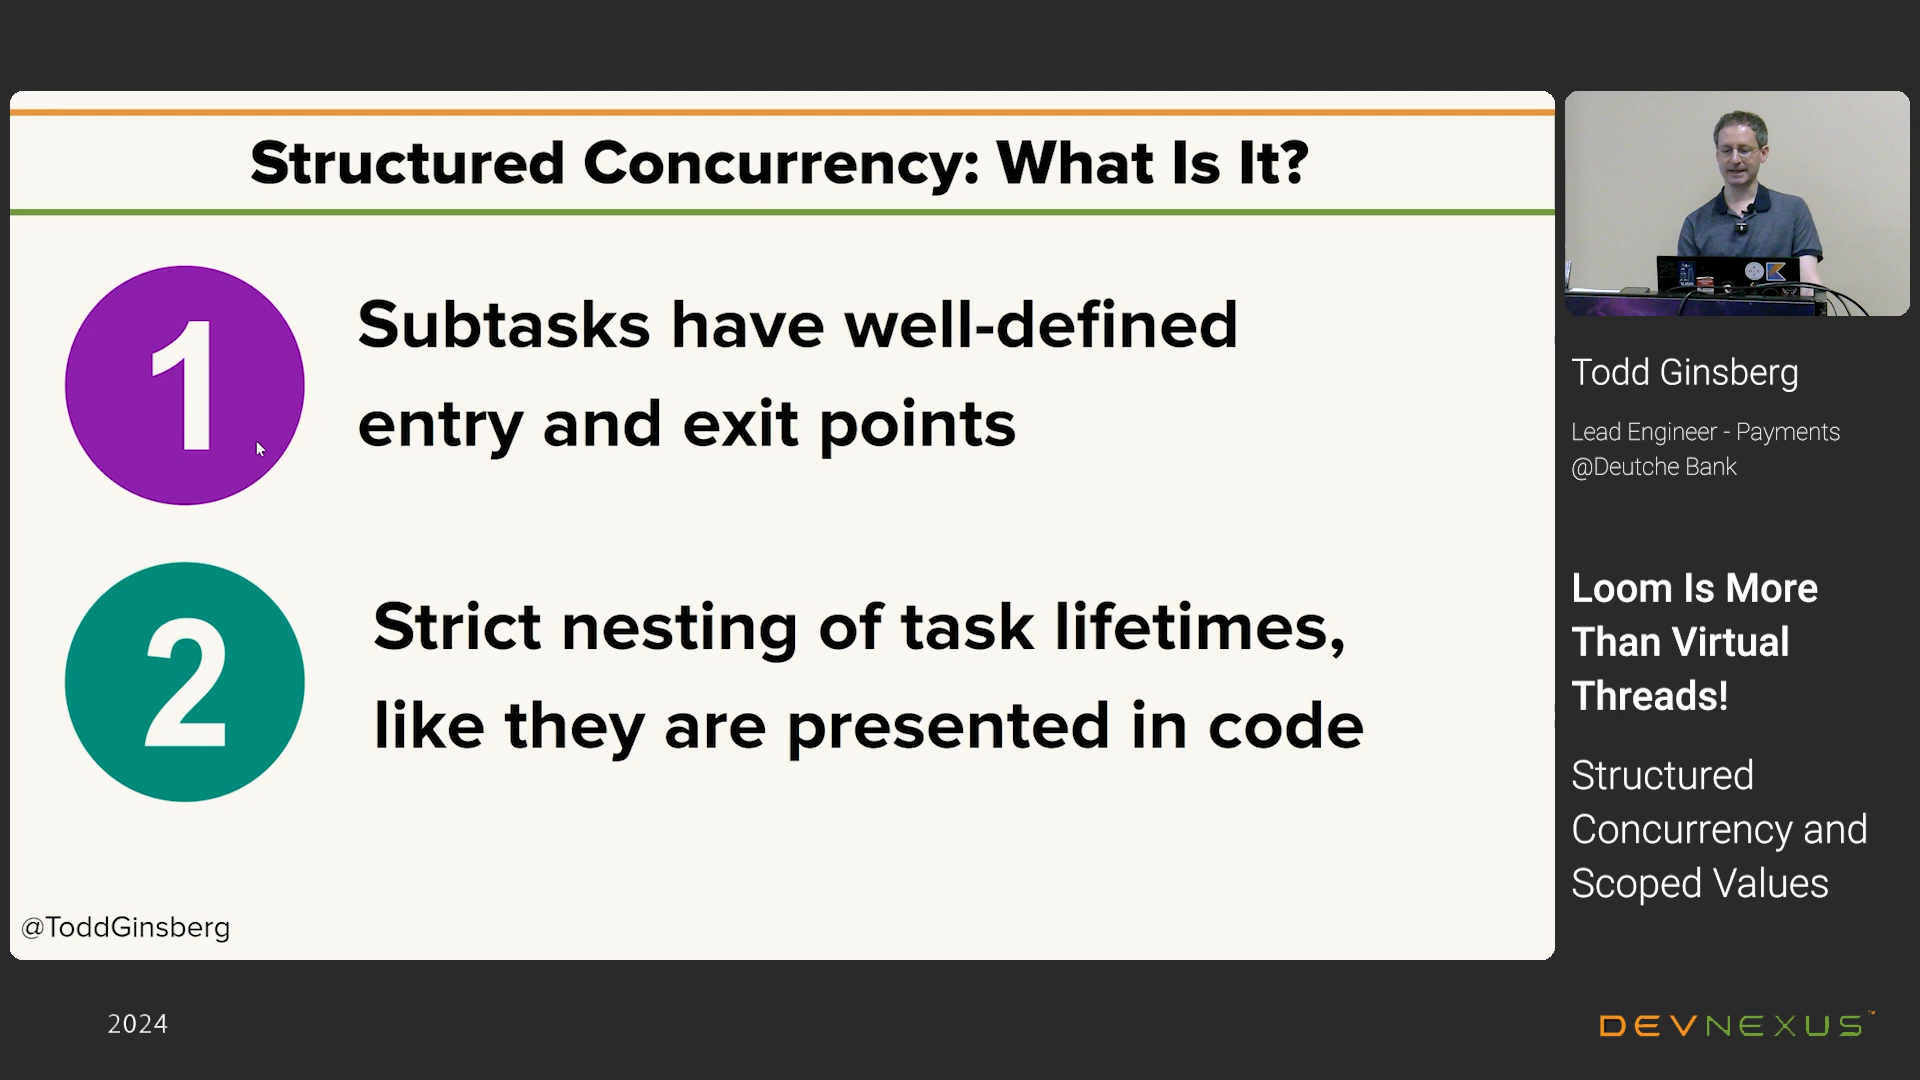 Structured Concurrency: What Is It?
1
Subtasks have well-defined
entry and exit points
2
Strict nesting of task lifetimes,
like they are presented in code
@ToddGinsberg
Todd Ginsberg
Lead Engineer - Payments
@Deutche Bank
Loom Is More
Than Virtual
Threads!
Structured
Concurrency and
Scoped Values
2024
DEVNEXUS™